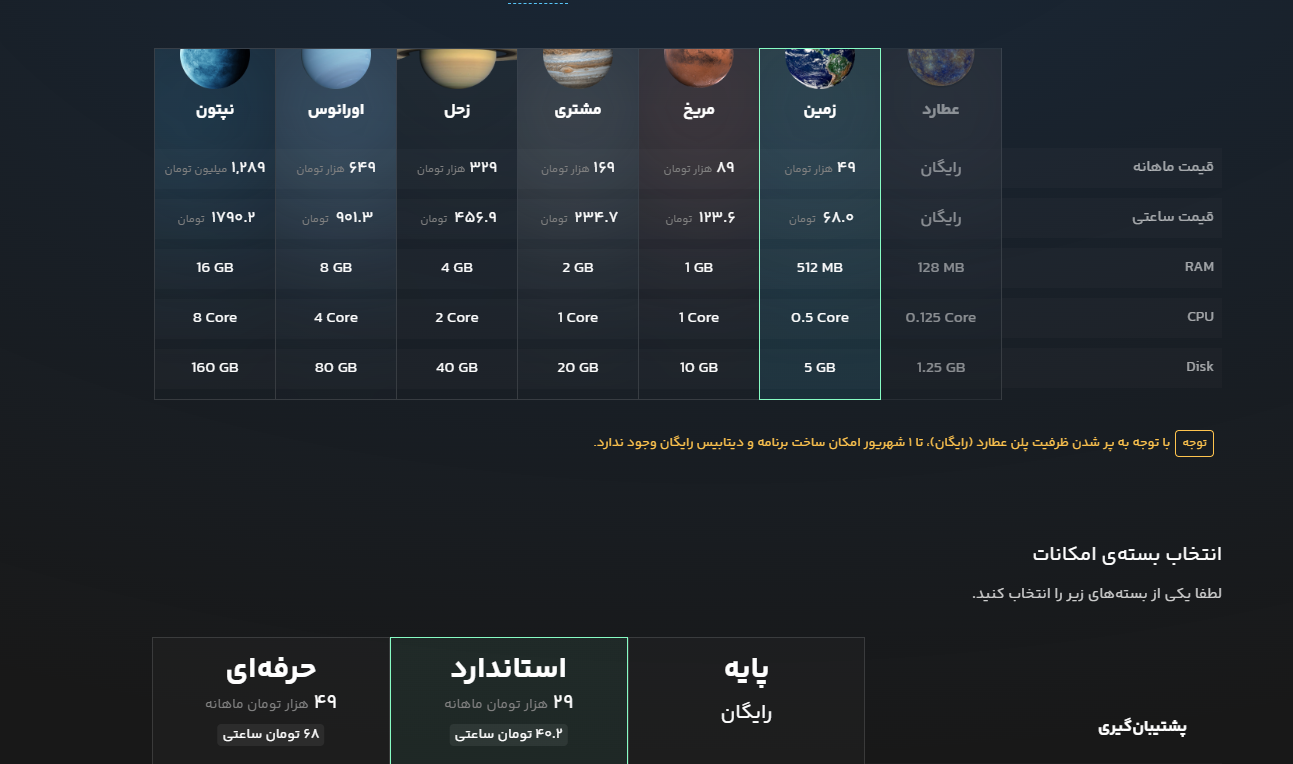 عطارد زمین مریخ مشتری زحل اورانوس نپتون
قیمت ماهانه رایگان ۴۹ هزار تومان ۸۹ هزار تومان ۱۶۹ هزار تومان ۳۲۹ هزار تومان ۶۴۹ هزار تومان ۱,۲۸۹ میلیون تومان
قیمت ساعتی رایگان ۶۸.۰ تومان ۱۲۳.۶ تومان ۲۳۴.۷ تومان ۴۵۶.۹ تومان ۹۰۱.۳ تومان ۱۷۹۰.۲ تومان
RAM 128 MB 512 MB 1 GB 2 GB 4 GB 8 GB 16 GB
CPU 0.125 Core 0.5 Core 1 Core 1 Core 2 Core 4 Core 8 Core
Disk 1.25 GB 5 GB 10 GB 20 GB 40 GB 80 GB 160 GB
توجه با توجه به پر شدن ظرفیت پلن عطارد (رایگان)، تا ۱ شهریور امکان ساخت برنامه و دیتابیس رایگان وجود ندارد.
انتخاب بسته‌ی امکانات
لطفا یکی از بسته‌های زیر را انتخاب کنید.
پایه استاندارد حرفه‌ای
رایگان ۲۹ هزار تومان ماهانه ۴۹ هزار تومان ماهانه
پشتیبان‌گیری ۴۰.۲ تومان ساعتی ۶۸ تومان ساعتی